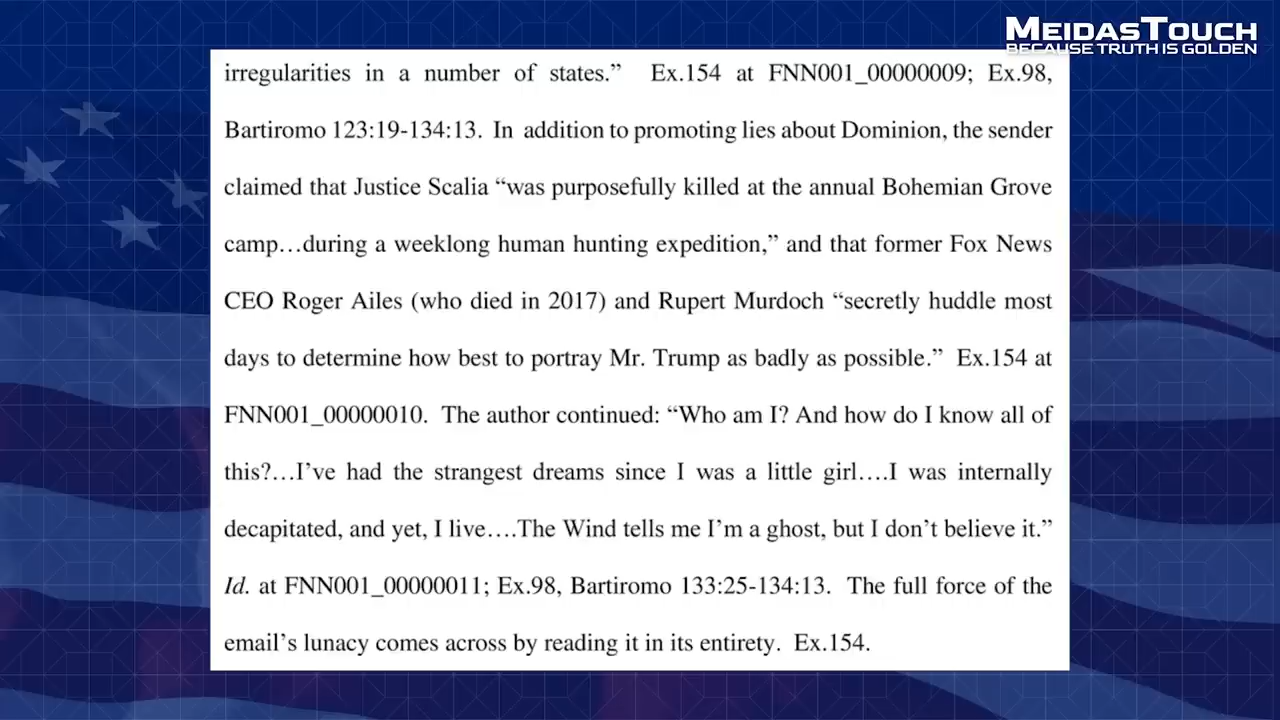 MEIDASTOUCH
BECAUSE TRUTH IS GOLDEN
irregularities in a number of states.” Ex.154 at FNN001_00000009; Ex.98,
Bartiromo 123:19-134:13. In addition to promoting lies about Dominion, the sender
claimed that Justice Scalia “was purposefully killed at the annual Bohemian Grove
camp…during a weeklong human hunting expedition,” and that former Fox News
CEO Roger Ailes (who died in 2017) and Rupert Murdoch “secretly huddle most
days to determine how best to portray Mr. Trump as badly as possible.” Ex.154 at
FNN001_00000010. The author continued: “Who am I? And how do I know all of
this?…I’ve had the strangest dreams since I was a little girl….I was internally
decapitated, and yet, I live….The Wind tells me I’m a ghost, but I don’t believe it.”
Id. at FNN001_00000011; Ex.98, Bartiromo 133:25-134:13. The full force of the
email’s lunacy comes across by reading it in its entirety. Ex.154.